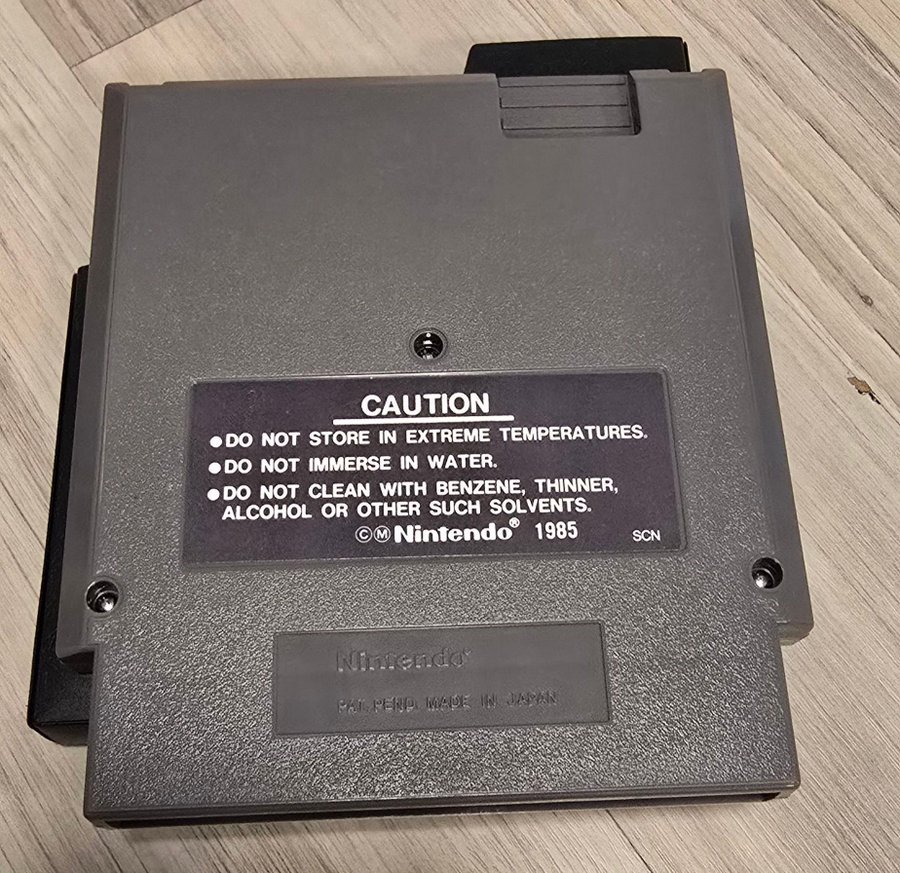 CAUTION
●DO NOT STORE IN EXTREME TEMPERATURES.
●DO NOT IMMERSE IN WATER.
●DO NOT CLEAN WITH BENZENE, THINNER,
ALCOHOL OR OTHER SUCH SOLVENTS.
©Ⓜ Nintendo® 1985 SCN
Nintendo®
PAT. PEND. MADE IN JAPAN